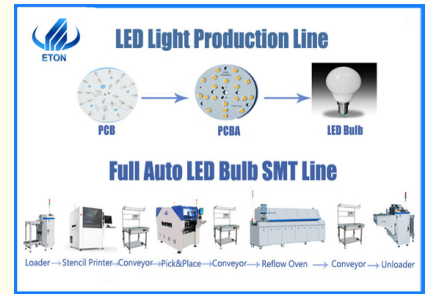 LED Light Production Line
ETON
PCB
PCBA
LED Bulb
Full Auto LED Bulb SMT Line
Loader→Stencil Printer→Conveyor→Pick&Place→Conveyor→Reflow Oven→Conveyor→Unloader